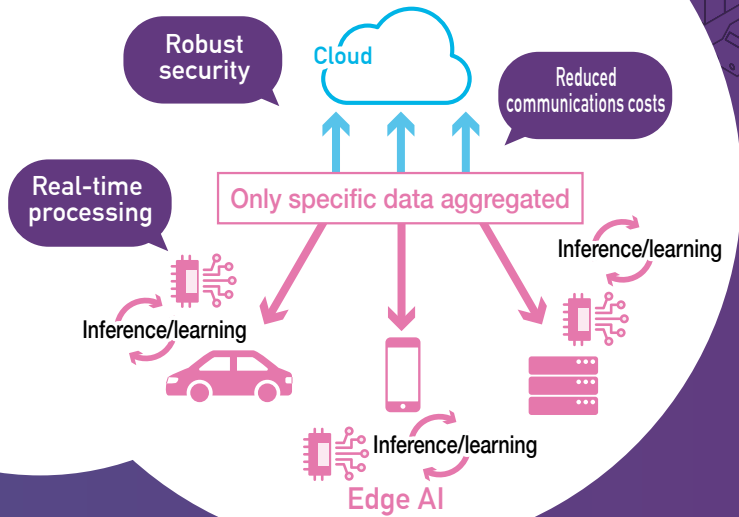 Robust
security
Cloud
Reduced
communications costs
Real-time
processing
Only specific data aggregated
Inference/learning
Inference/learning
Inference/learning
Edge AI